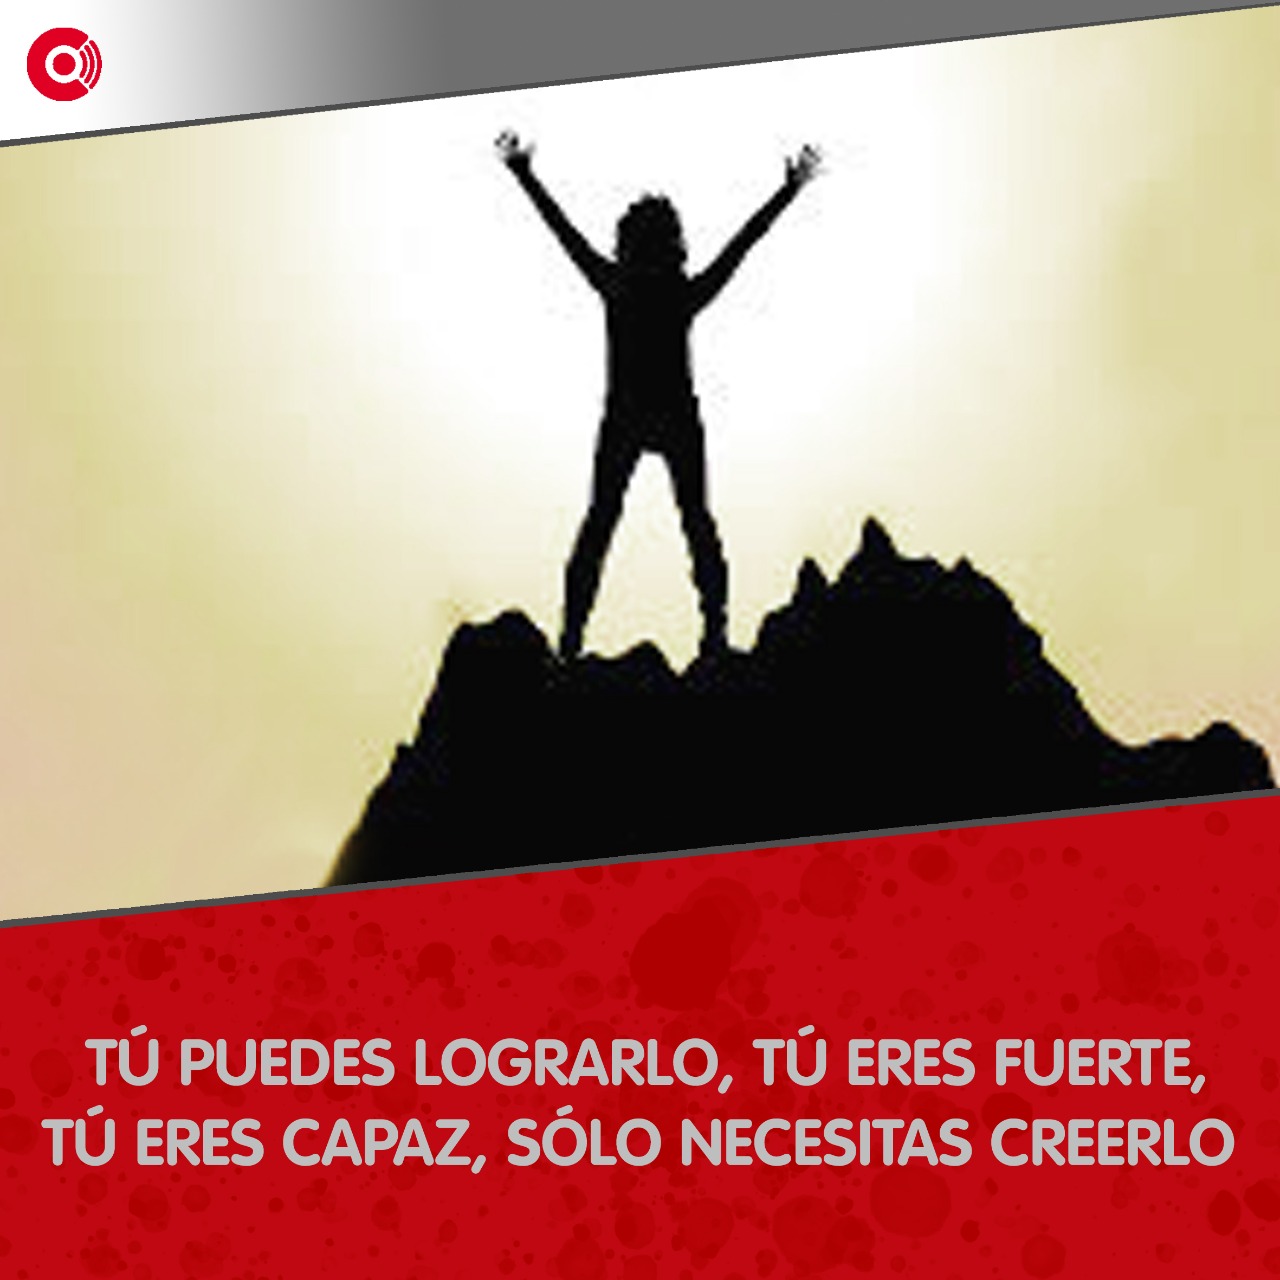 TÚ PUEDES LOGRARLO, TÚ ERES FUERTE,
TÚ ERES CAPAZ, SÓLO NECESITAS CREERLO